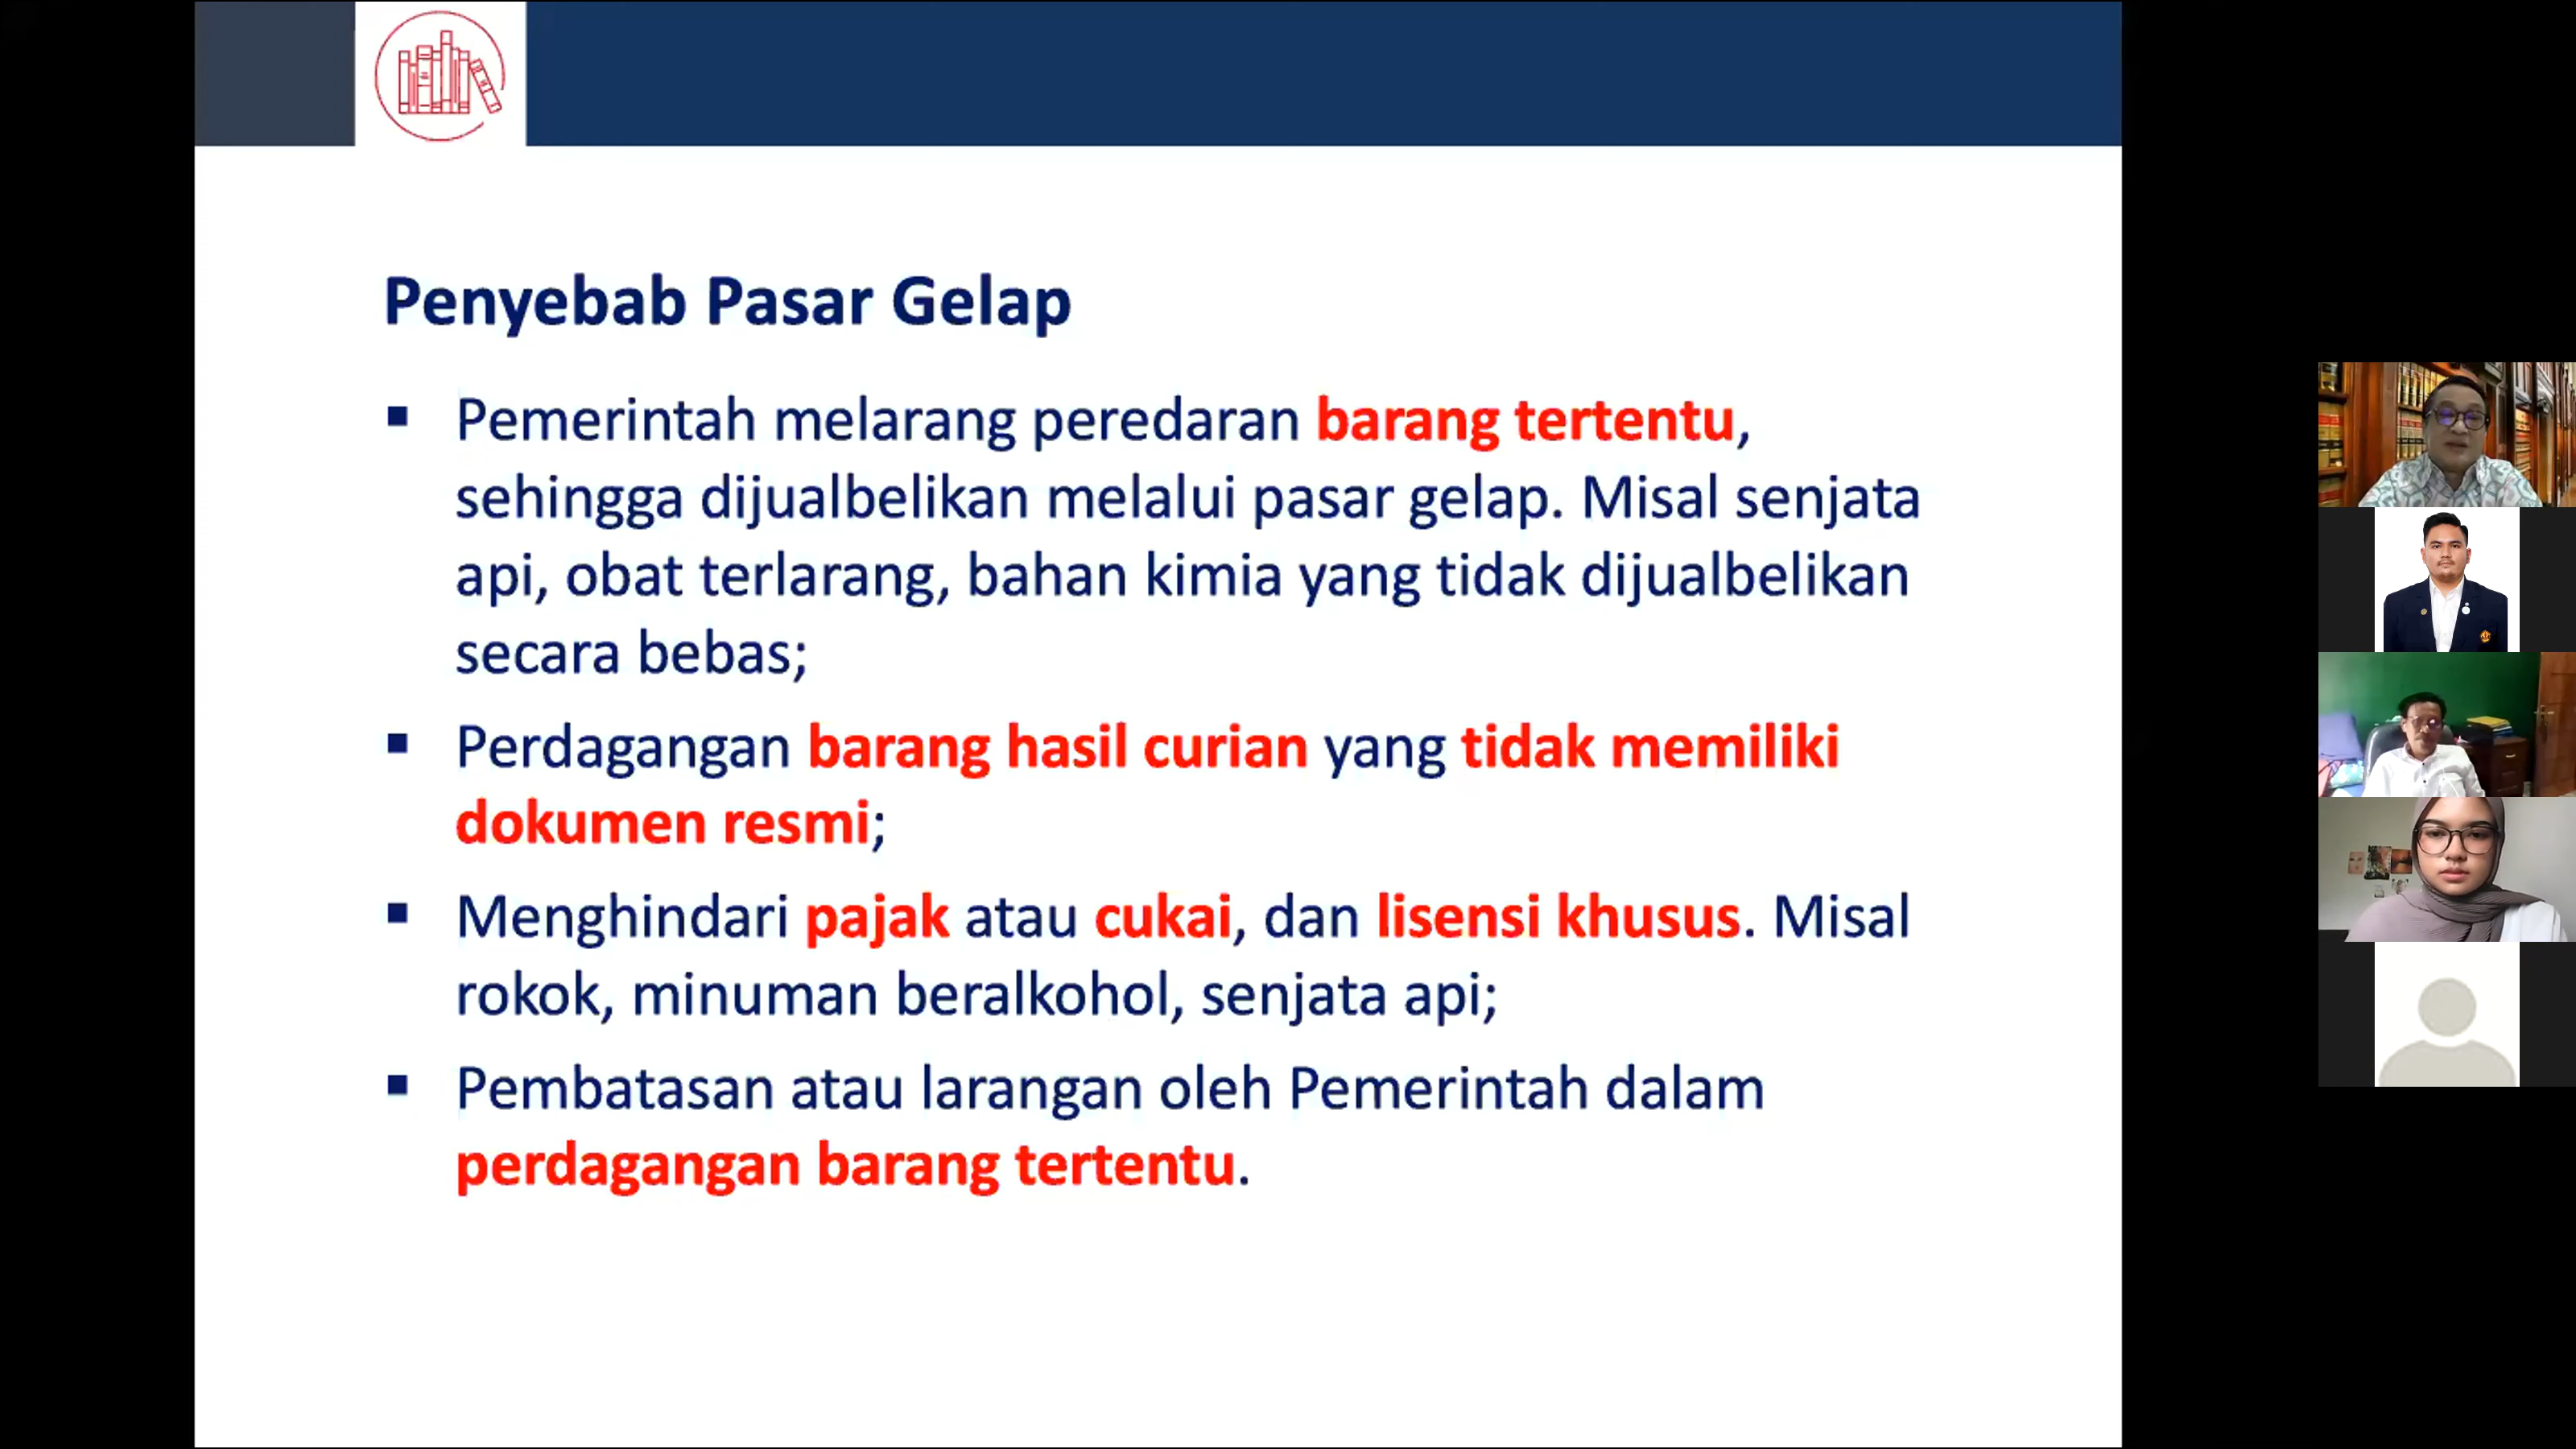 Penyebab Pasar Gelap
▪ Pemerintah melarang peredaran barang tertentu,
sehingga dijualbelikan melalui pasar gelap. Misal senjata
api, obat terlarang, bahan kimia yang tidak dijualbelikan
secara bebas;
▪ Perdagangan barang hasil curian yang tidak memiliki
dokumen resmi;
▪ Menghindari pajak atau cukai, dan lisensi khusus. Misal
rokok, minuman beralkohol, senjata api;
▪ Pembatasan atau larangan oleh Pemerintah dalam
perdagangan barang tertentu.